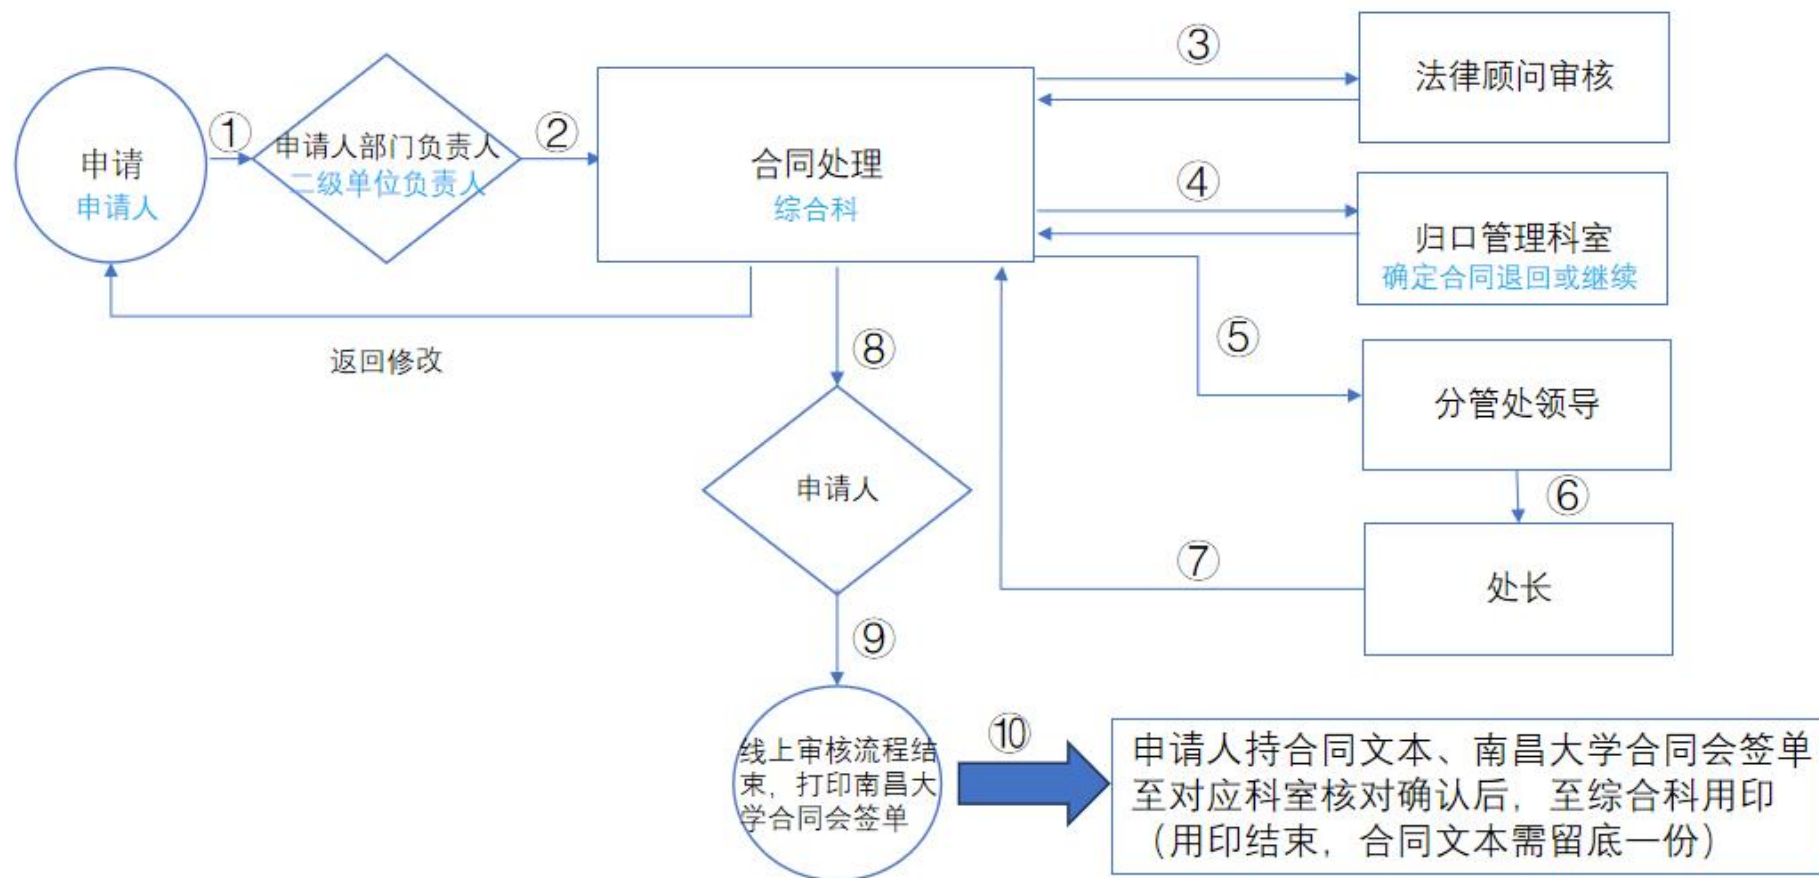 申请
申请人
①
申请人部门负责人
二级单位负责人
②
合同处理
综合科
③
法律顾问审核
④
归口管理科室
确定合同退回或继续
⑤
分管处领导
⑥
处长
⑦
返回修改
⑧
申请人
⑨
线上审核流程结
束，打印南昌大
学合同会签单
⑩
申请人持合同文本、南昌大学合同会签单
至对应科室核对确认后，至综合科用印
（用印结束，合同文本需留底一份）